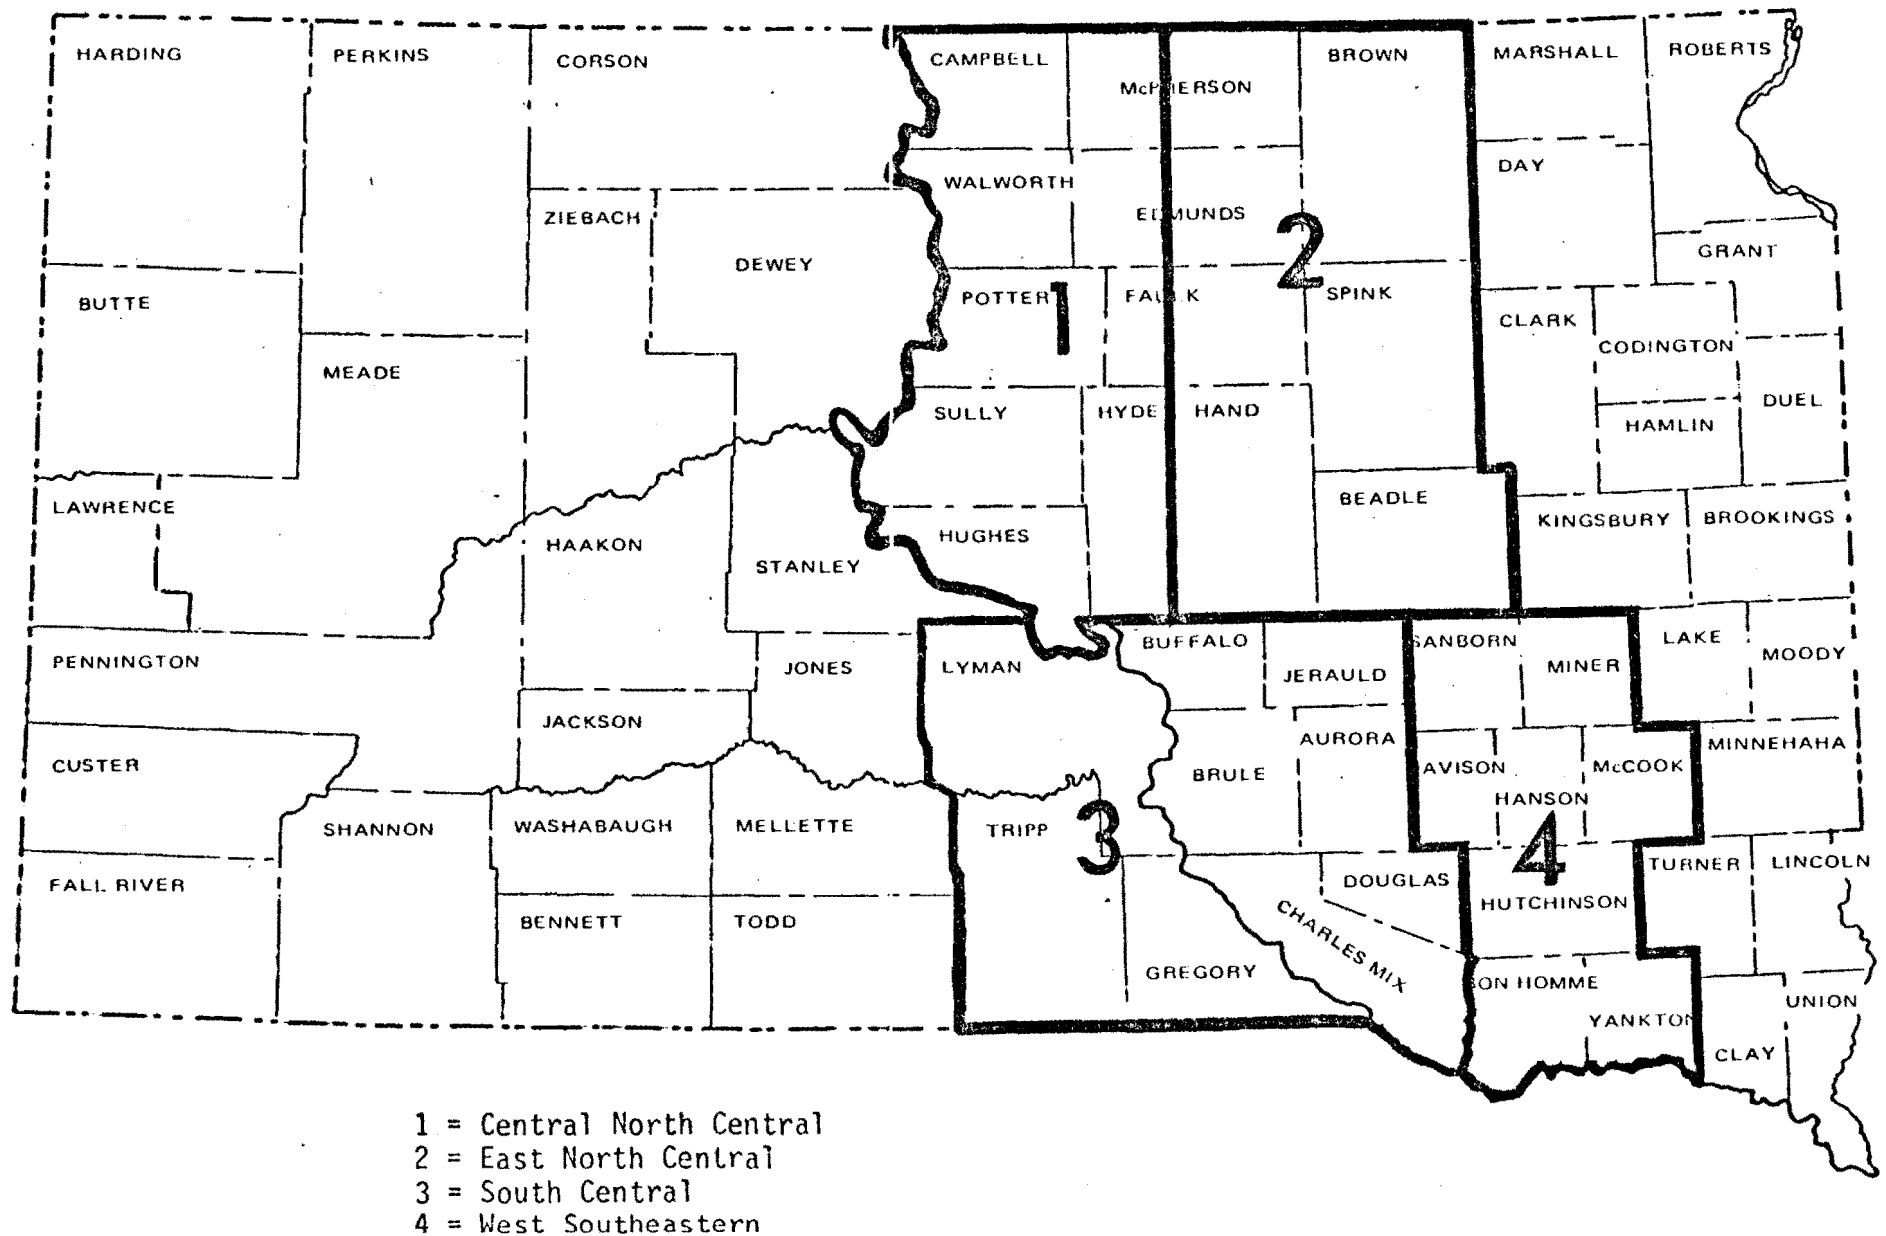 HARDING
PERKINS
CORSON
CAMPBELL
McPHERSON
BROWN
MARSHALL
ROBERTS
ZIEBACH
DEWEY
WALWORTH
EDMUNDS
2
DAY
GRANT
BUTTE
MEADE
POTTER
1
FAULK
SPINK
CLARK
CODINGTON
SULLY
HYDE
HAND
HAMLIN
DUEL
LAWRENCE
HAAKON
STANLEY
HUGHES
BEADLE
KINGSBURY
BROOKINGS
PENNINGTON
JACKSON
JONES
LYMAN
BUFFALO
JERAULD
SANBORN
MINER
LAKE
MOODY
CUSTER
BRULE
AURORA
AVISON
HANSON
McCOOK
MINNEHAHA
SHANNON
WASHABAUGH
MELLETTE
TRIPP
3
4
TURNER
LINCOLN
FALL RIVER
BENNETT
TODD
GREGORY
CHARLES MIX
DOUGLAS
HUTCHINSON
BON HOMME
YANKTON
CLAY
UNION
1 = Central North Central
2 = East North Central
3 = South Central
4 = West Southeastern